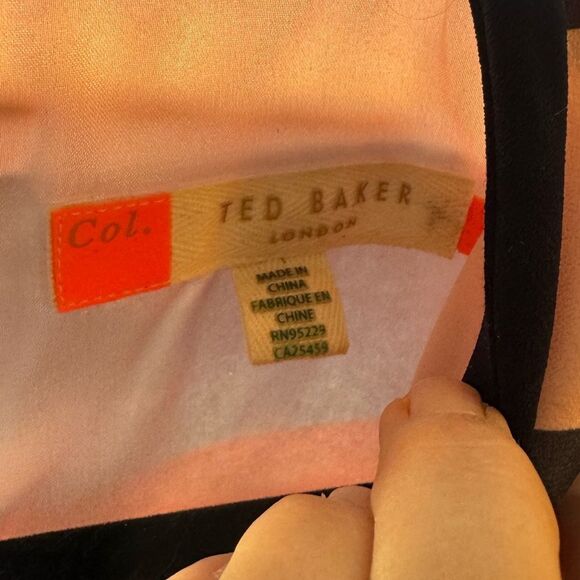 Col.
TED BAKER
LONDON
MADE IN
CHINA
FABRIQUE EN
CHINE
RN95229
CA25459